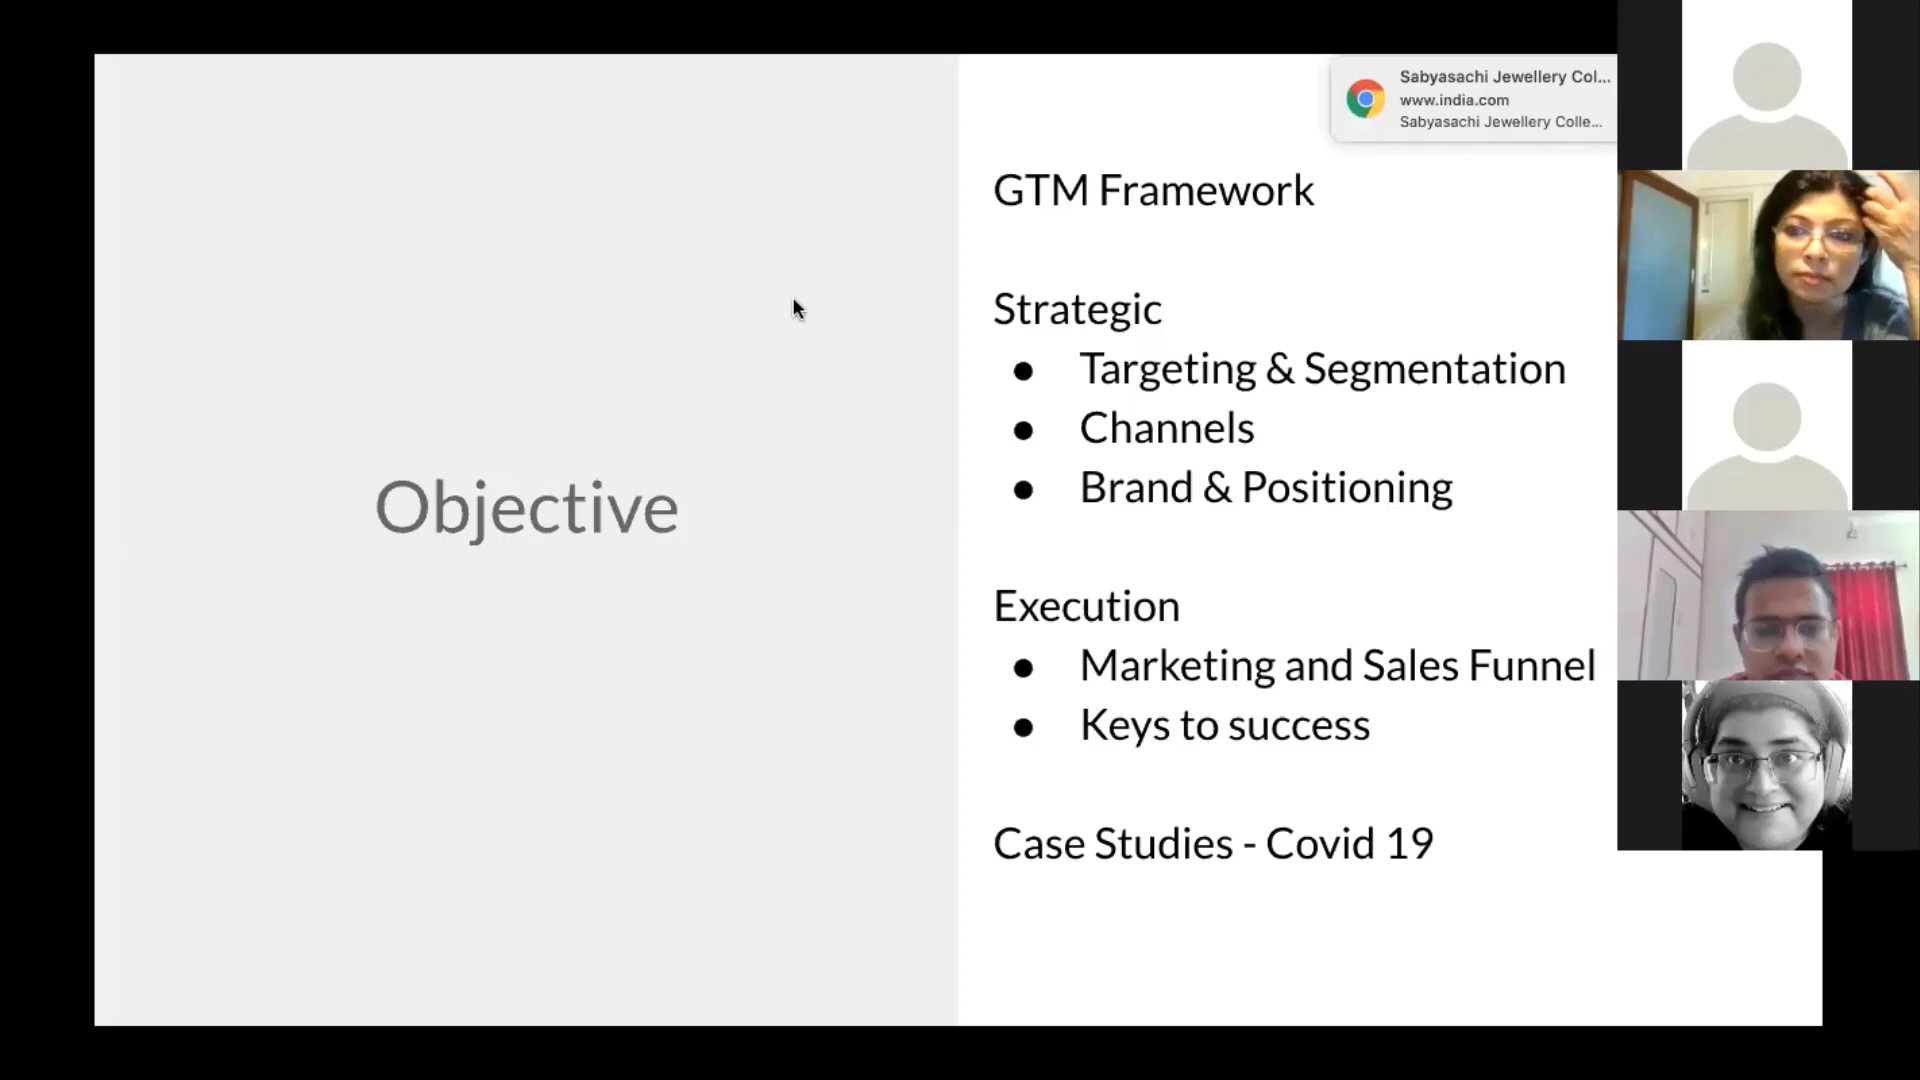 Sabyasachi Jewellery Col...
www.india.com
Sabyasachi Jewellery Colle...
GTM Framework
Strategic
● Targeting & Segmentation
● Channels
● Brand & Positioning
Objective
Execution
● Marketing and Sales Funnel
● Keys to success
Case Studies - Covid 19